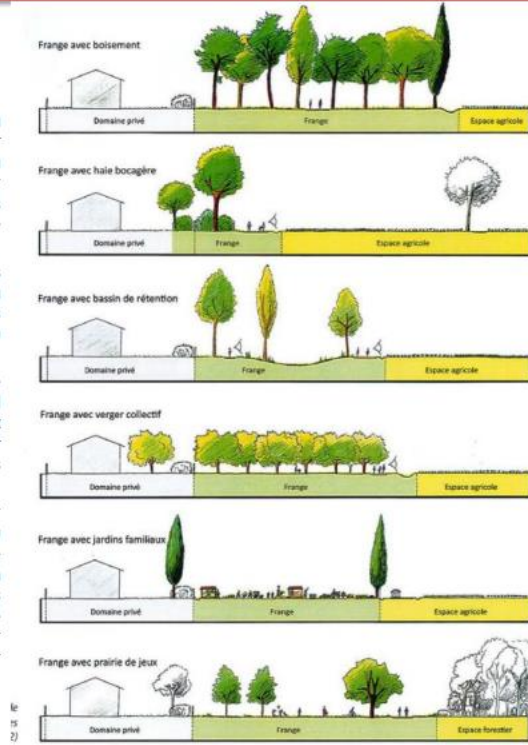 Frange avec boisement
Domaine privé Frange Espace agricole
Frange avec haie bocagère
Domaine privé Frange Espace agricole
Frange avec bassin de rétention
Domaine privé Frange Espace agricole
Frange avec verger collectif
Domaine privé Frange Espace agricole
Frange avec jardins familiaux
Domaine privé Frange Espace agricole
Frange avec prairie de jeux
Domaine privé Frange Espace forestier